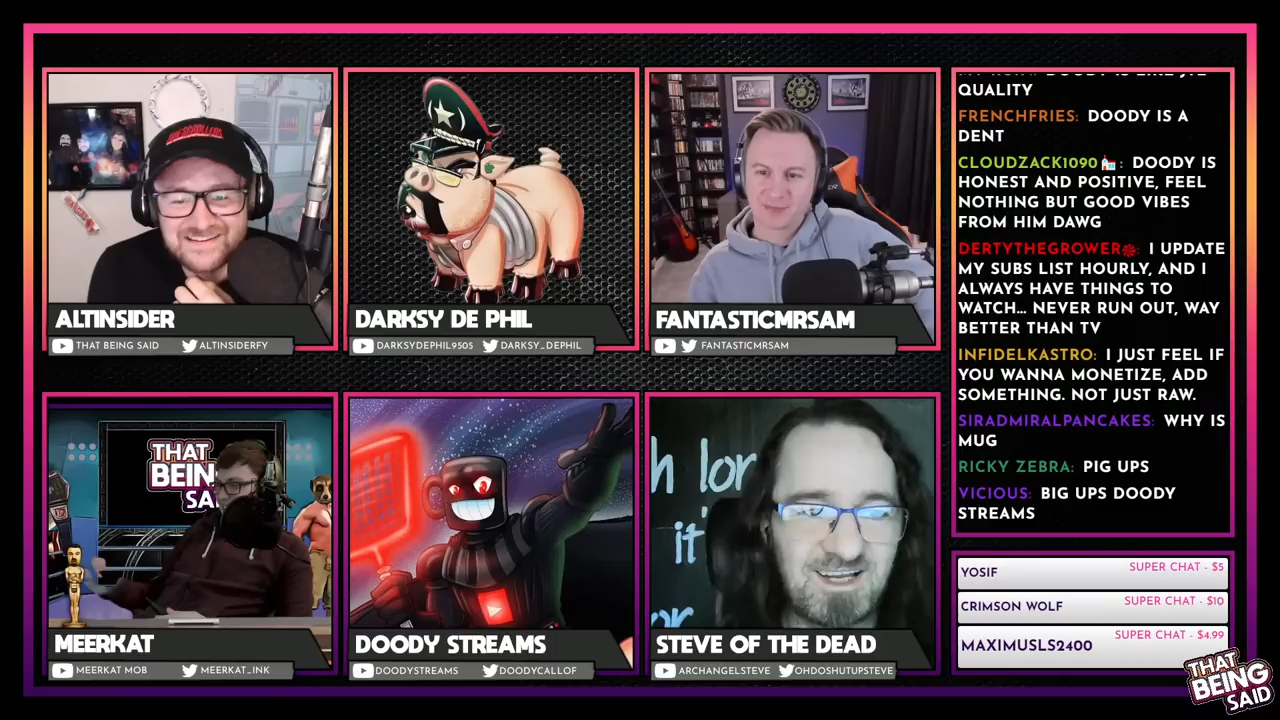 ALTINSIDER
THAT BEING SAID
ALTINSIDERFY
DARKSY DE PHIL
DARKSYDEPHIL9505
DARKSY_DEPHIL
FANTASTICMRSAM
FANTASTICMRSAM
THAT
BEING
SAI
MEERKAT
MEERKAT MOB
MEERKAT_INK
DOODY STREAMS
DOODYSTREAMS
DOODYCALLOF
h lor
it'
or
STEVE OF THE DEAD
ARCHANGELSTEVE
OHDOSHUTUPSTEVE
QUALITY
FRENCHFRIES: DOODY IS A
DENT
CLOUDZACK1090: DOODY IS
HONEST AND POSITIVE, FEEL
NOTHING BUT GOOD VIBES
FROM HIM DAWG
DERTYTHEGROWER: I UPDATE
MY SUBS LIST HOURLY, AND I
ALWAYS HAVE THINGS TO
WATCH... NEVER RUN OUT, WAY
BETTER THAN TV
INFIDELKASTRO: I JUST FEEL IF
YOU WANNA MONETIZE, ADD
SOMETHING. NOT JUST RAW.
SIRADMIRALPANCAKES: WHY IS
MUG
RICKY ZEBRA: PIG UPS
VICIOUS: BIG UPS DOODY
STREAMS
YOSIF
SUPER CHAT - $5
CRIMSON WOLF
SUPER CHAT - $10
MAXIMUSLS2400
SUPER CHAT - $4.99
THAT
BEING
SAID